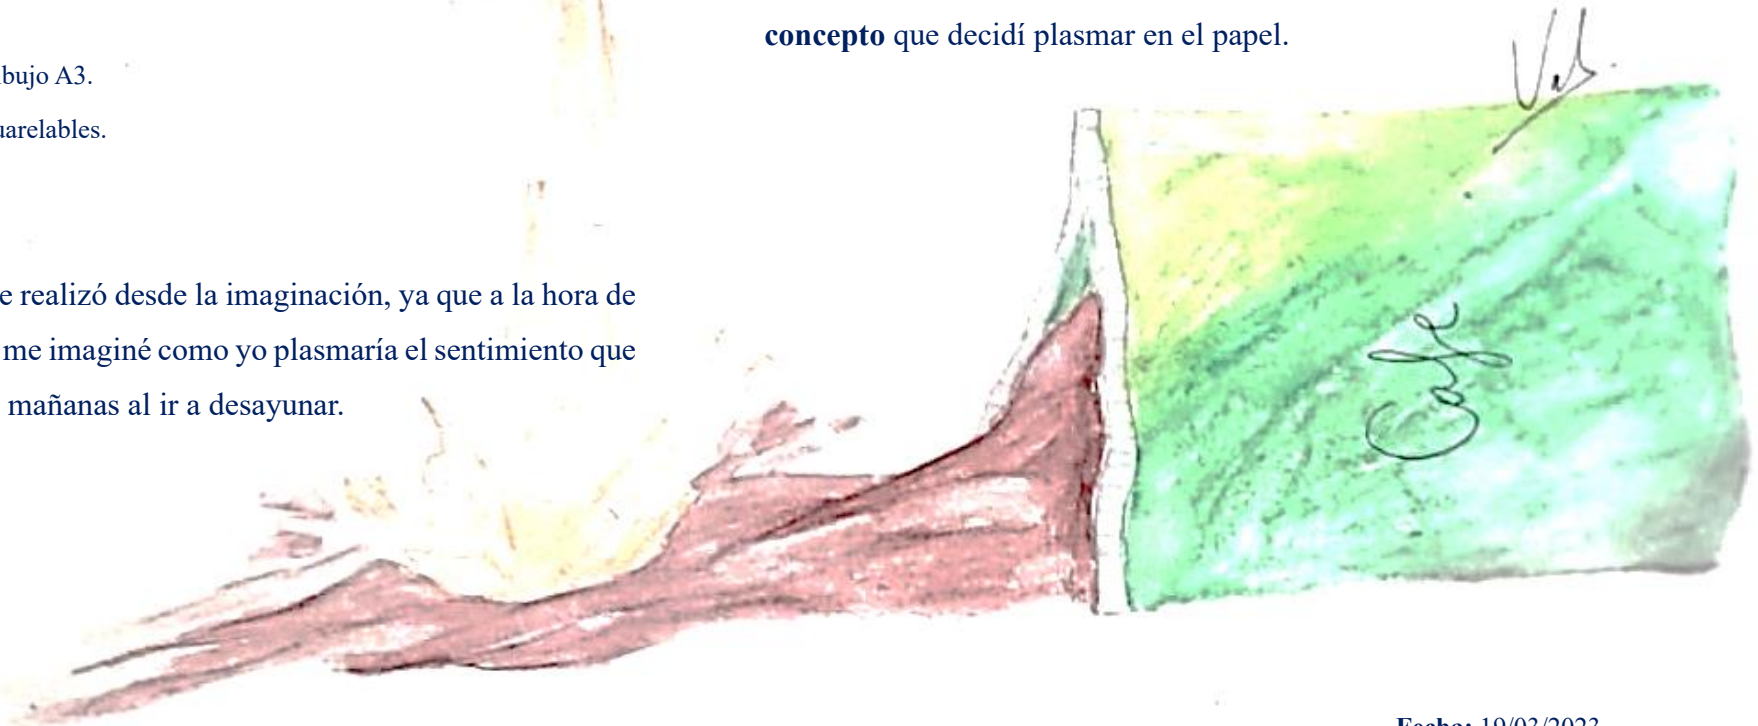 bujo A3.
uarelables.
e realizó desde la imaginación, ya que a la hora de
me imaginé como yo plasmaría el sentimiento que
mañanas al ir a desayunar.
concepto que decidí plasmar en el papel.
Café
Fecha: 19/03/2023